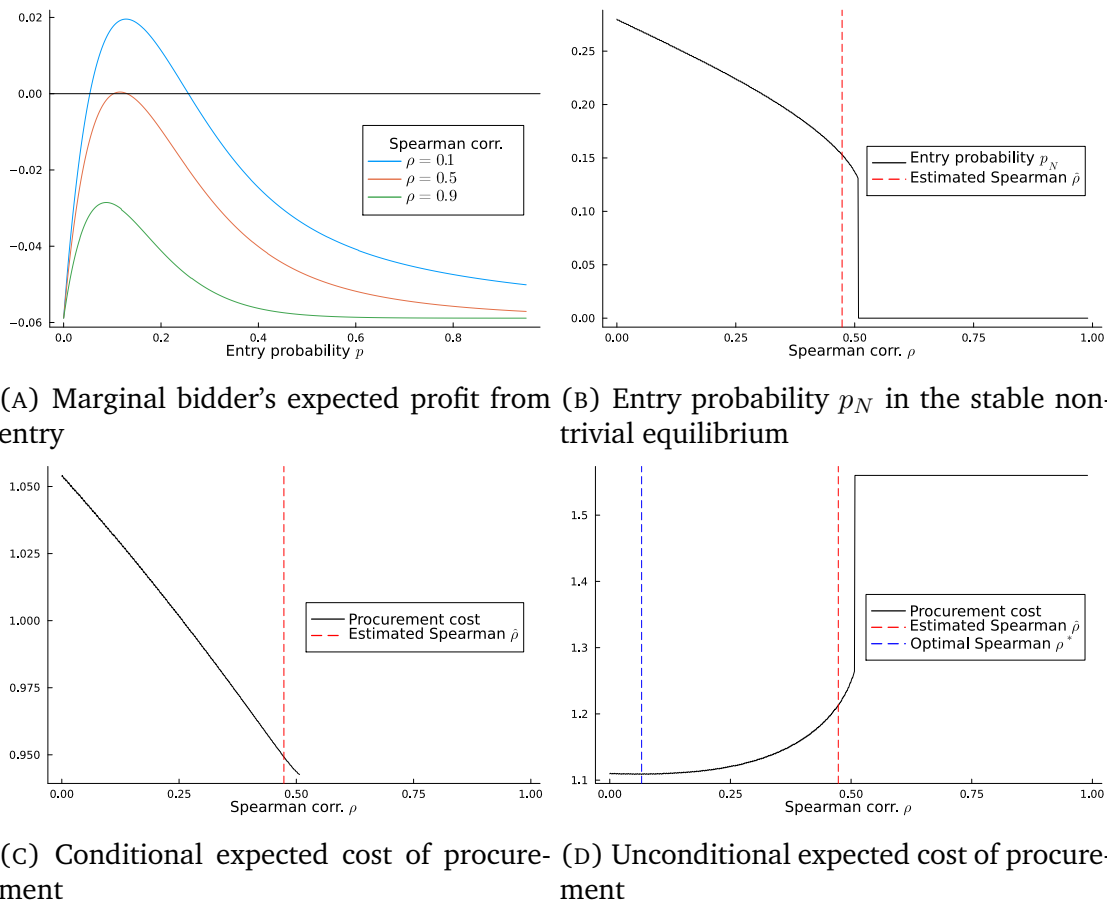 0.02
0.00
−0.02
−0.04
−0.06
0.0
0.2
0.4
0.6
0.8
Entry probability p
Spearman corr.
ρ = 0.1
ρ = 0.5
ρ = 0.9
(A) Marginal bidder's expected profit from
entry
0.25
0.20
0.15
0.10
0.05
0.00
0.00
0.25
0.50
0.75
1.00
Spearman corr. ρ
Entry probability p_N
Estimated Spearman ρ̂
(B) Entry probability p_N in the stable non-
trivial equilibrium
1.050
1.025
1.000
0.975
0.950
0.00
0.25
0.50
0.75
1.00
Spearman corr. ρ
Procurement cost
Estimated Spearman ρ̂
(C) Conditional expected cost of procure-
ment
1.5
1.4
1.3
1.2
1.1
0.00
0.25
0.50
0.75
1.00
Spearman corr. ρ
Procurement cost
Estimated Spearman ρ̂
Optimal Spearman ρ*
(D) Unconditional expected cost of procure-
ment